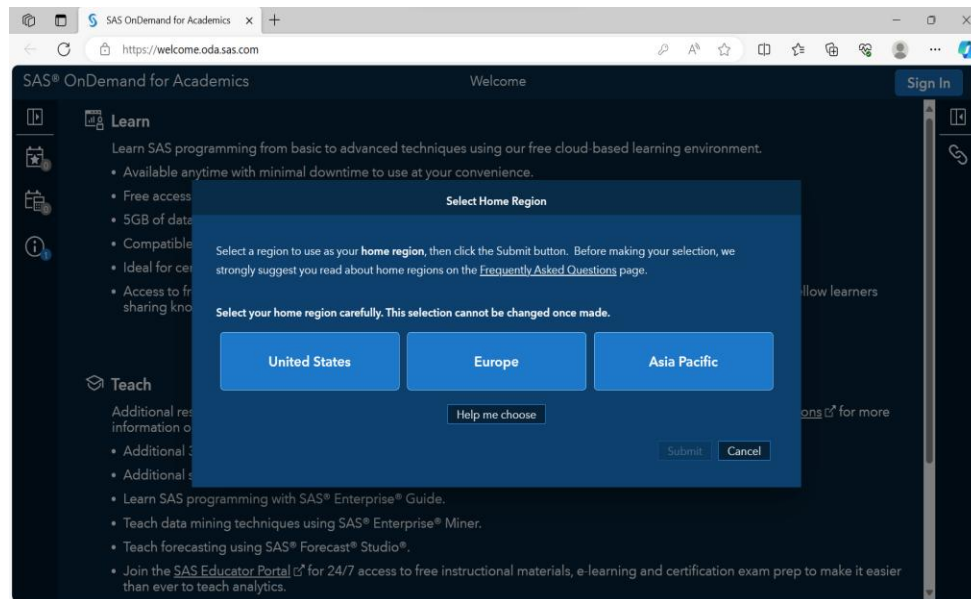 SAS OnDemand for Academics
https://welcome.oda.sas.com
SAS® OnDemand for Academics
Welcome
Sign In
Learn
Learn SAS programming from basic to advanced techniques using our free cloud-based learning environment.
• Available anytime with minimal downtime to use at your convenience.
• Free access
• 5GB of data
• Compatible
• Ideal for cer
• Access to fr
llow learners
sharing kno
Select Home Region
Select a region to use as your home region, then click the Submit button. Before making your selection, we
strongly suggest you read about home regions on the Frequently Asked Questions page.
Select your home region carefully. This selection cannot be changed once made.
United States
Europe
Asia Pacific
Help me choose
Submit
Cancel
Teach
Additional res
ons for more
information o
• Additional 3
• Additional s
• Learn SAS programming with SAS® Enterprise® Guide.
• Teach data mining techniques using SAS® Enterprise® Miner.
• Teach forecasting using SAS® Forecast® Studio®.
• Join the SAS Educator Portal for 24/7 access to free instructional materials, e-learning and certification exam prep to make it easier
than ever to teach analytics.